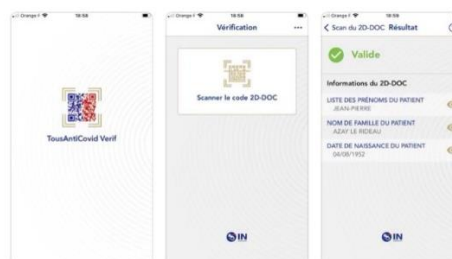 Orange F 18:58
TousAntiCovid Verif
Orange F 18:58
Vérification
Scanner le code 2D-DOC
IN
Orange F 18:58
Scan du 2D-DOC Résultat
Valide
Informations du 2D-DOC
LISTE DES PRÉNOMS DU PATIENT
JEAN-PIERRE
NOM DE FAMILLE DU PATIENT
AZAY LE RIDEAU
DATE DE NAISSANCE DU PATIENT
04/08/1952
IN